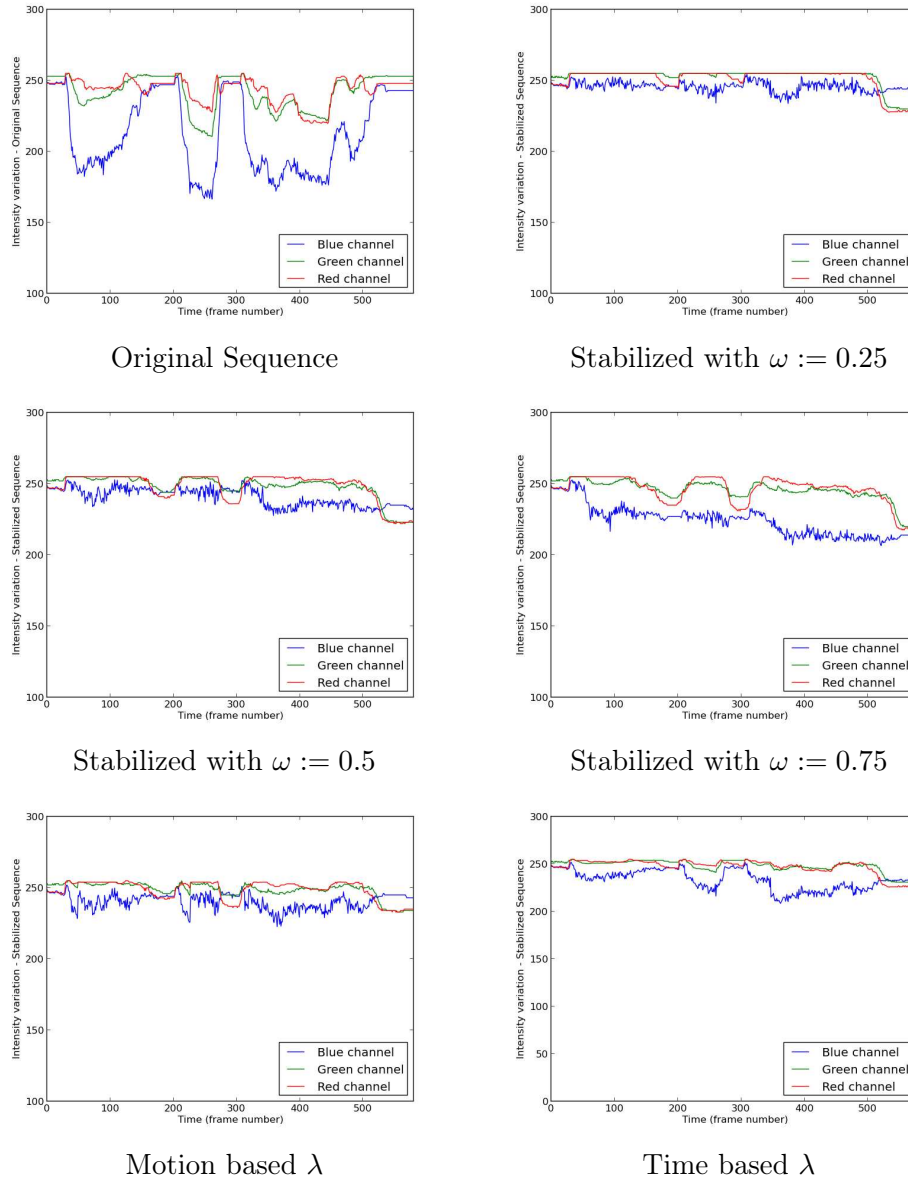 Intensity variation - Original Sequence
300
250
200
150
100
0 100 200 300 400 500
Time (frame number)
Blue channel
Green channel
Red channel
Original Sequence
Intensity variation - Stabilized Sequence
300
250
200
150
100
0 100 200 300 400 500
Time (frame number)
Blue channel
Green channel
Red channel
Stabilized with ω := 0.25
Intensity variation - Stabilized Sequence
300
250
200
150
100
0 100 200 300 400 500
Time (frame number)
Blue channel
Green channel
Red channel
Stabilized with ω := 0.5
Intensity variation - Stabilized Sequence
300
250
200
150
100
0 100 200 300 400 500
Time (frame number)
Blue channel
Green channel
Red channel
Stabilized with ω := 0.75
Intensity variation - Stabilized Sequence
300
250
200
150
100
0 100 200 300 400 500
Time (frame number)
Blue channel
Green channel
Red channel
Motion based λ
Intensity variation - Stabilized Sequence
300
250
200
150
100
50
0
0 100 200 300 400 500
Time (frame number)
Blue channel
Green channel
Red channel
Time based λ